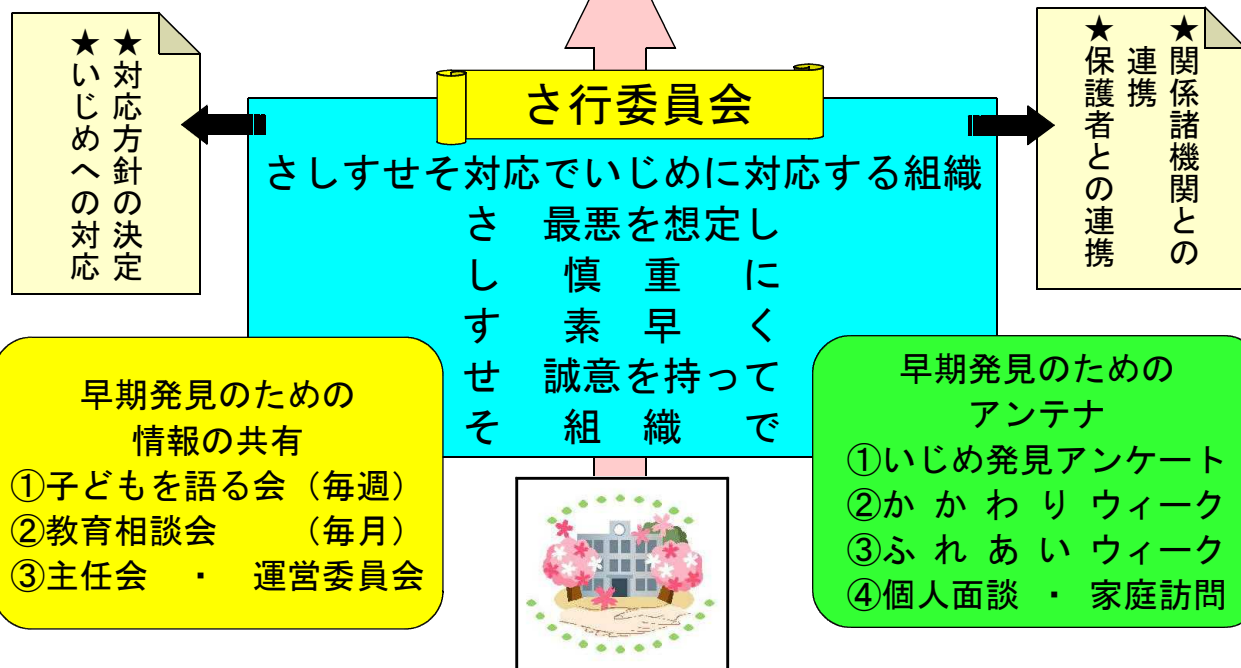 ★対応方針の決定
★いじめへの対応
★関係諸機関との
連携
★保護者との連携
さ行委員会
さしすせそ対応でいじめに対応する組織
さ 最悪を想定し
し 慎重に
す 素早く
せ 誠意を持って
そ 組織で
早期発見のための
情報の共有
①子どもを語る会（毎週）
②教育相談会 （毎月）
③主任会 ・ 運営委員会
早期発見のための
アンテナ
①いじめ発見アンケート
②かかわりウィーク
③ふれあいウィーク
④個人面談 ・ 家庭訪問